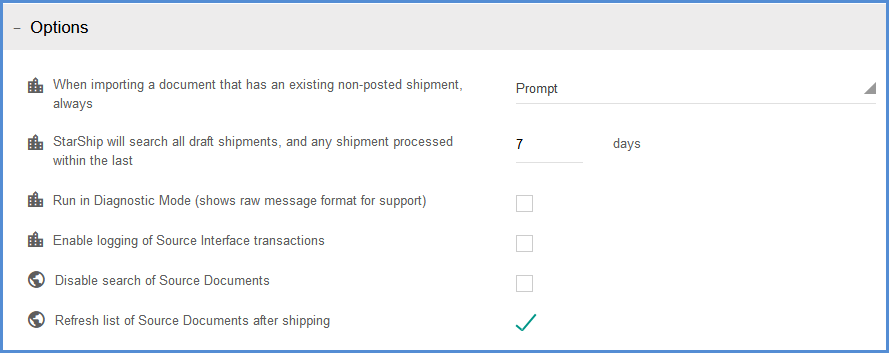 − Options
When importing a document that has an existing non-posted shipment,
always
Prompt
StarShip will search all draft shipments, and any shipment processed
within the last
7 days
Run in Diagnostic Mode (shows raw message format for support)
Enable logging of Source Interface transactions
Disable search of Source Documents
Refresh list of Source Documents after shipping